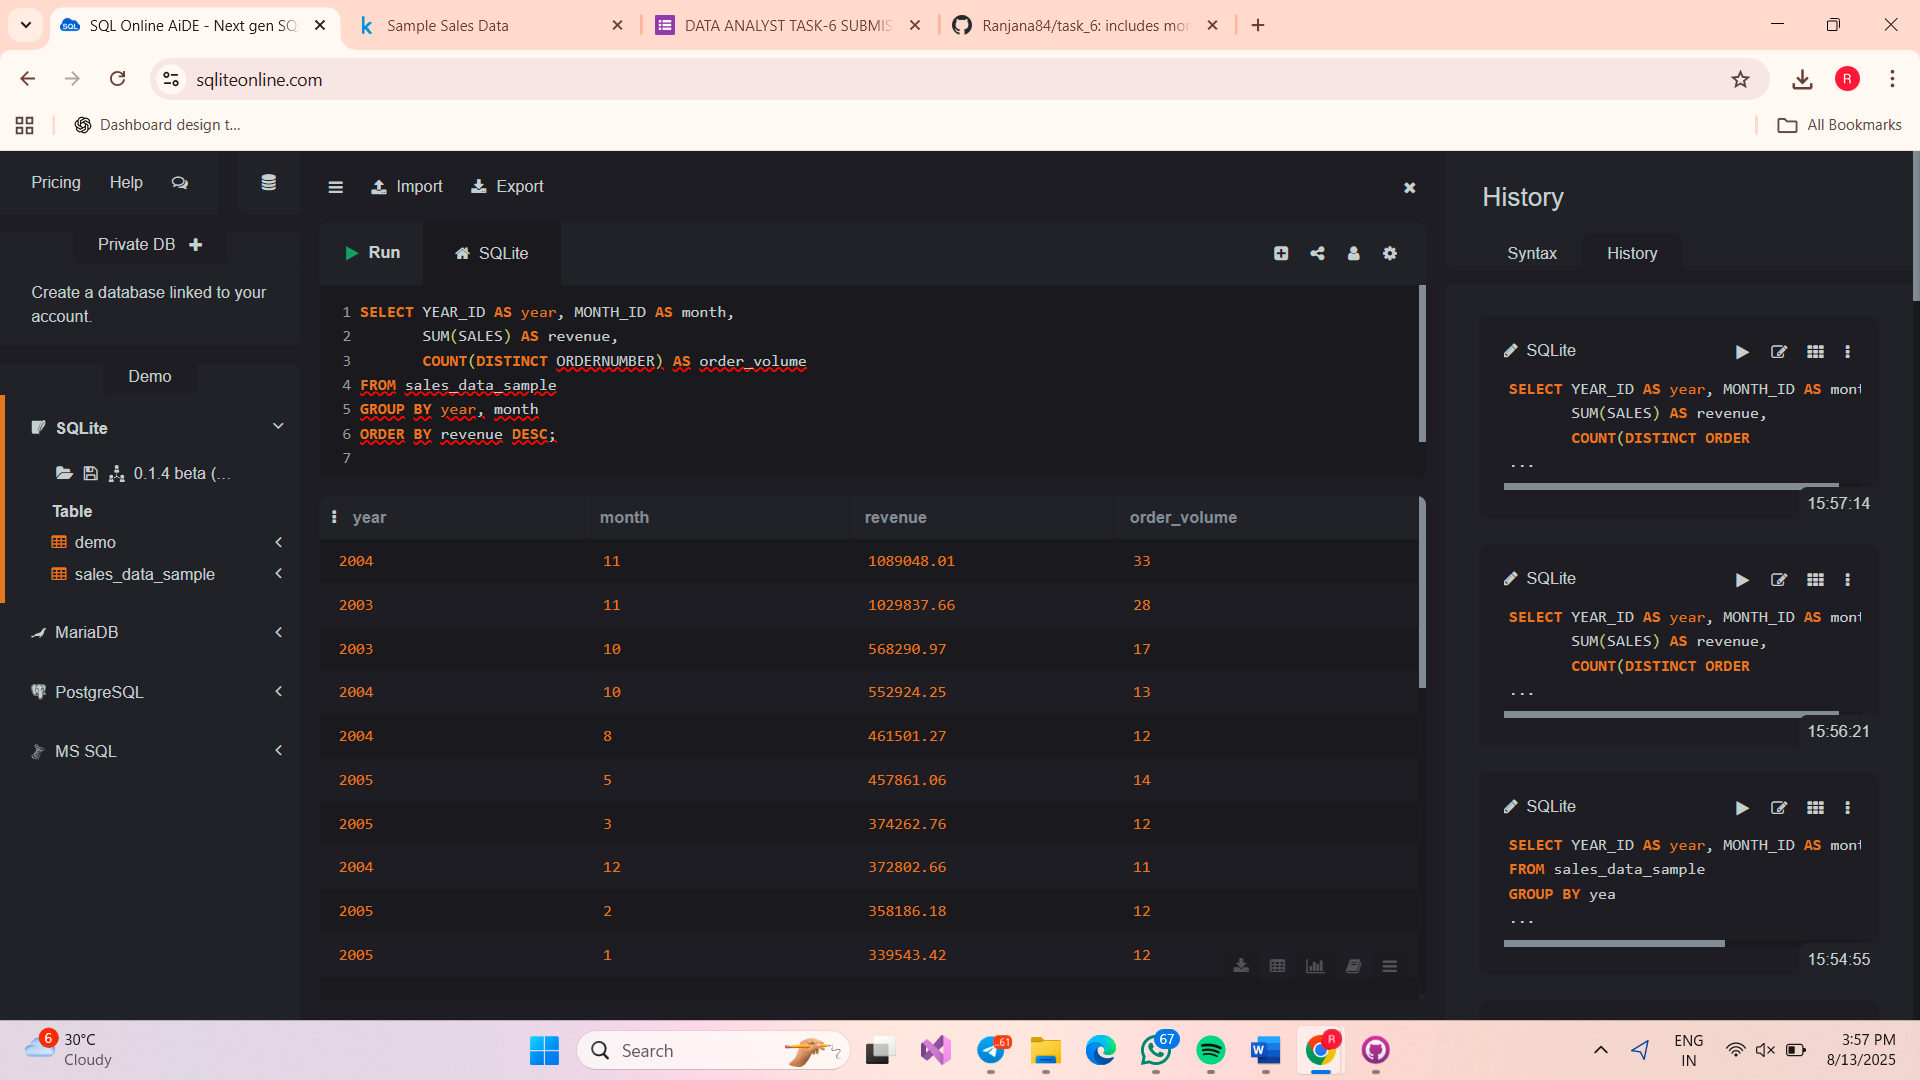 SQL Online AiDE - Next gen SQ
Sample Sales Data
DATA ANALYST TASK-6 SUBMIS
Ranjana84/task_6: includes mon
sqliteonline.com
R
Dashboard design t...
All Bookmarks
Pricing
Help
Import
Export
Private DB
Create a database linked to your
account.
Demo
SQLite
0.1.4 beta (...
Table
demo
sales_data_sample
MariaDB
PostgreSQL
MS SQL
Run
SQLite
1 SELECT YEAR_ID AS year, MONTH_ID AS month,
2 SUM(SALES) AS revenue,
3 COUNT(DISTINCT ORDERNUMBER) AS order_volume
4 FROM sales_data_sample
5 GROUP BY year, month
6 ORDER BY revenue DESC;
7
year month revenue order_volume
2004 11 1089048.01 33
2003 11 1029837.66 28
2003 10 568290.97 17
2004 10 552924.25 13
2004 8 461501.27 12
2005 5 457861.06 14
2005 3 374262.76 12
2004 12 372802.66 11
2005 2 358186.18 12
2005 1 339543.42 12
History
Syntax
History
SQLite
SELECT YEAR_ID AS year, MONTH_ID AS mont
SUM(SALES) AS revenue,
COUNT(DISTINCT ORDER
...
15:57:14
SQLite
SELECT YEAR_ID AS year, MONTH_ID AS mont
SUM(SALES) AS revenue,
COUNT(DISTINCT ORDER
...
15:56:21
SQLite
SELECT YEAR_ID AS year, MONTH_ID AS mont
FROM sales_data_sample
GROUP BY yea
...
15:54:55
6
30°C
Cloudy
Search
..61
67
R
ENG
IN
3:57 PM
8/13/2025